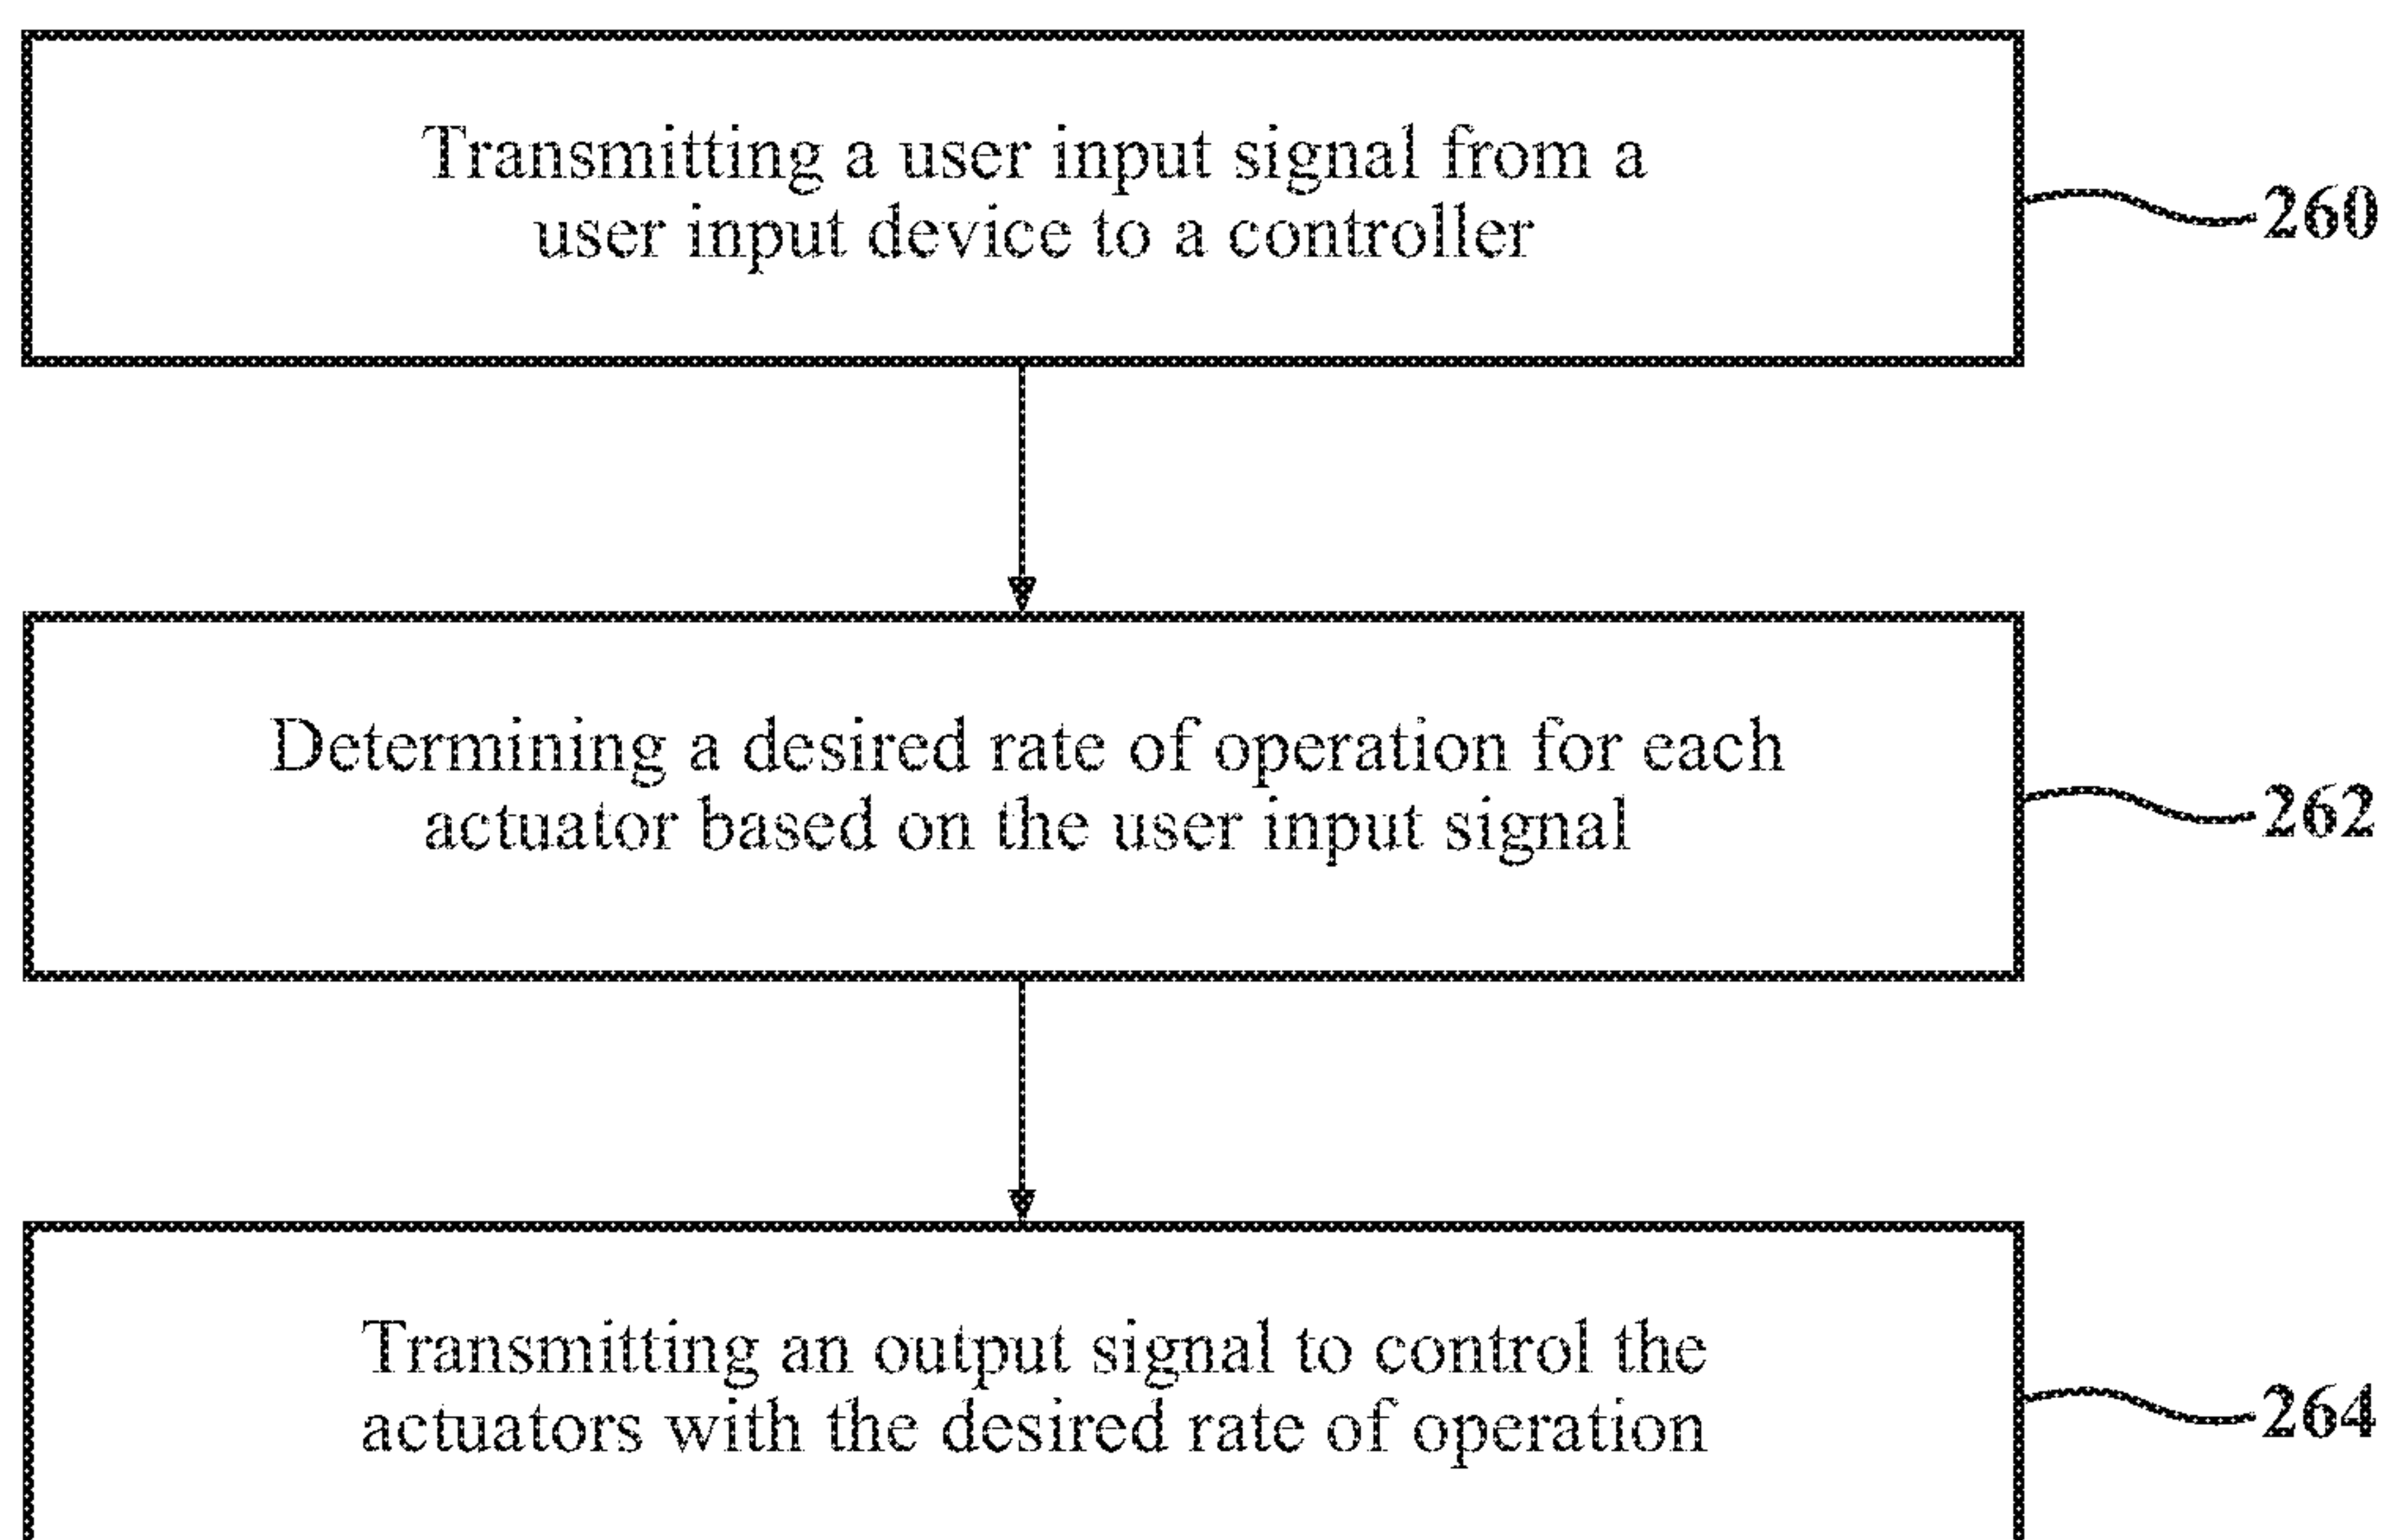 Transmitting a user input signal from a
user input device to a controller
260
Determining a desired rate of operation for each
actuator based on the user input signal
262
Transmitting an output signal to control the
actuators with the desired rate of operation
264